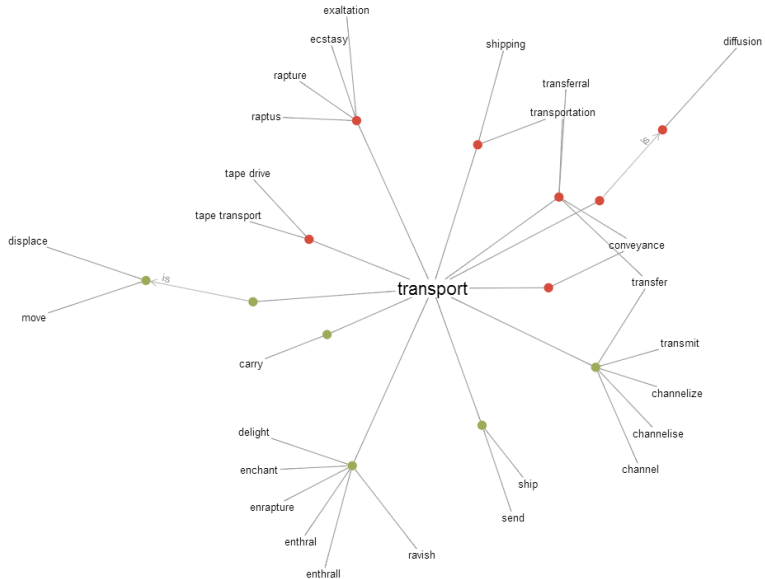 exaltation
ecstasy
shipping
diffusion
rapture
transferral
raptus
transportation
is
tape drive
tape transport
displace
conveyance
is
transfer
transport
move
transmit
carry
channelize
delight
channelise
enchant
channel
ship
enrapture
send
enthral
ravish
enthrall